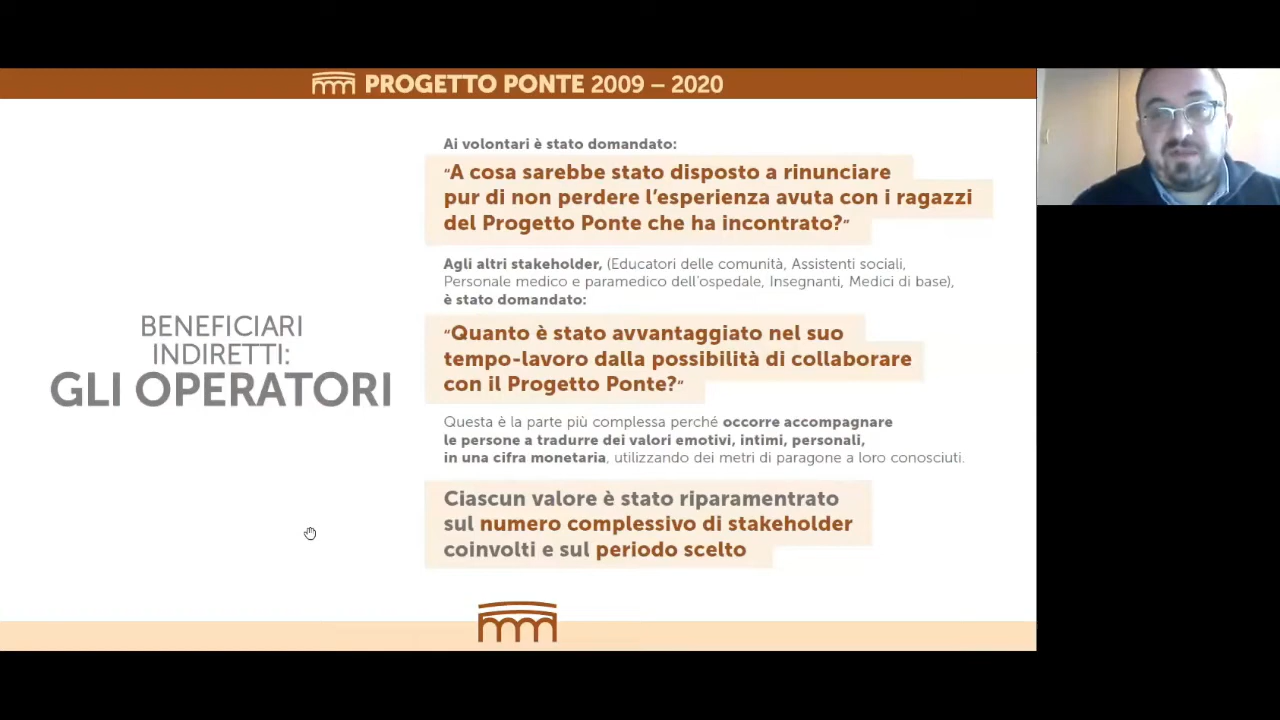 PROGETTO PONTE 2009 – 2020
BENEFICIARI
INDIRETTI:
GLI OPERATORI
Ai volontari è stato domandato:
“A cosa sarebbe stato disposto a rinunciare
pur di non perdere l’esperienza avuta con i ragazzi
del Progetto Ponte che ha incontrato?”
Agli altri stakeholder, (Educatori delle comunità, Assistenti sociali,
Personale medico e paramedico dell’ospedale, Insegnanti, Medici di base),
è stato domandato:
“Quanto è stato avvantaggiato nel suo
tempo-lavoro dalla possibilità di collaborare
con il Progetto Ponte?“
Questa è la parte più complessa perché occorre accompagnare
le persone a tradurre dei valori emotivi, intimi, personali,
in una cifra monetaria, utilizzando dei metri di paragone a loro conosciuti.
Ciascun valore è stato riparamentrato
sul numero complessivo di stakeholder
coinvolti e sul periodo scelto